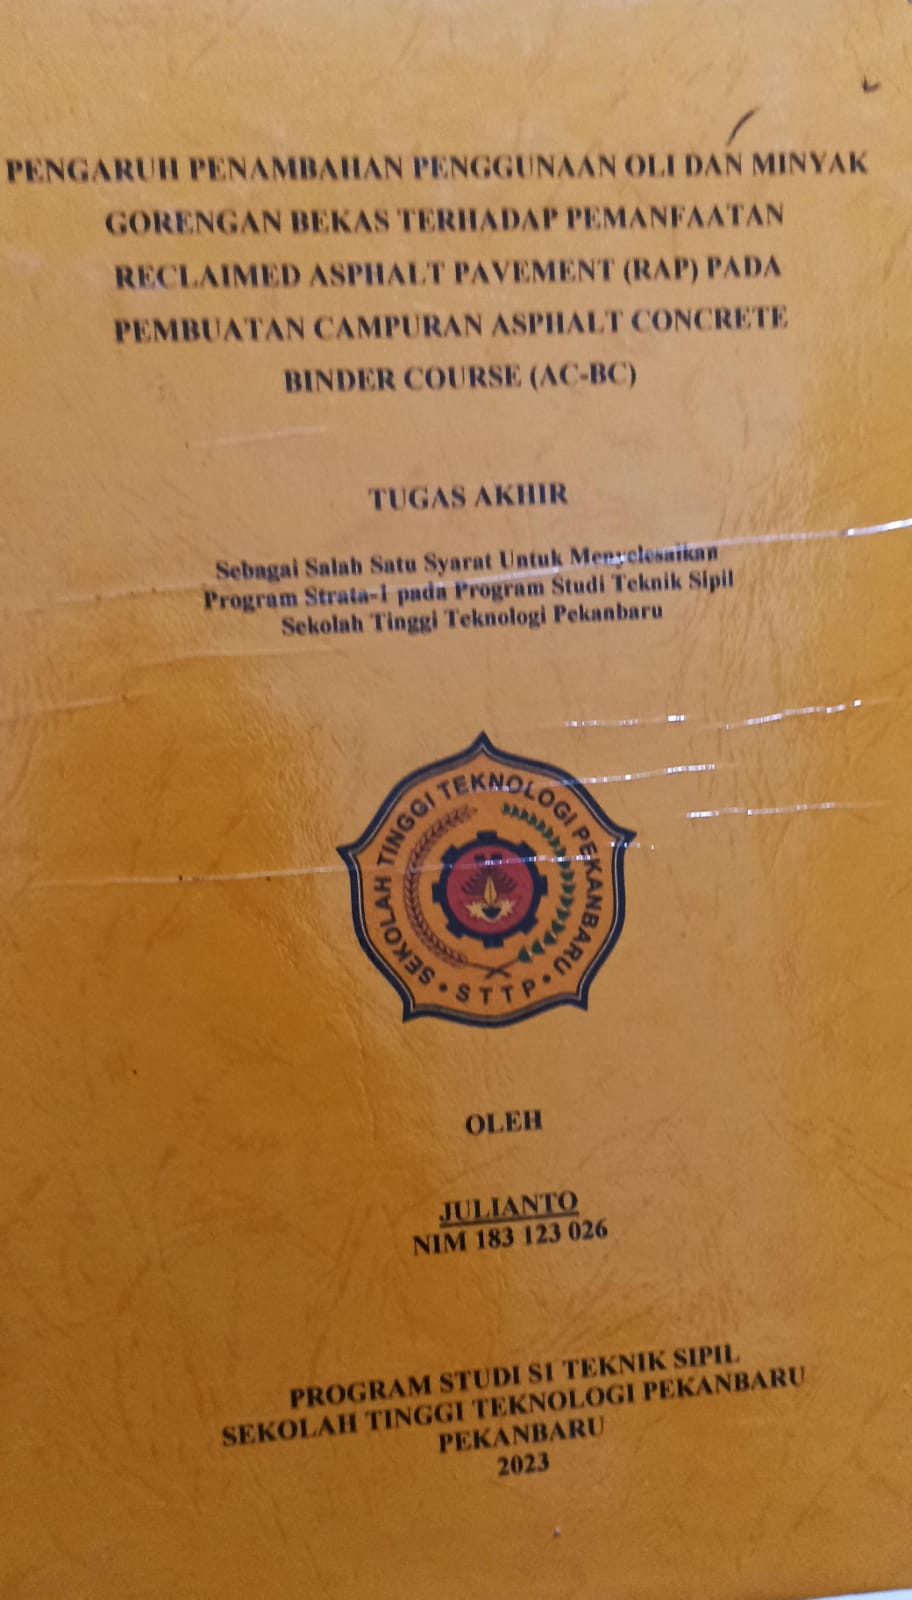 PENGARUH PENAMBAHAN PENGGUNAAN OLI DAN MINYAK
GORENGAN BEKAS TERHADAP PEMANFAATAN
RECLAIMED ASPHALT PAVEMENT (RAP) PADA
PEMBUATAN CAMPURAN ASPHALT CONCRETE
BINDER COURSE (AC-BC)
TUGAS AKHIR
Sebagai Salah Satu Syarat Untuk Menyelesaikan
Program Strata-1 pada Program Studi Teknik Sipil
Sekolah Tinggi Teknologi Pekanbaru
SEKOLAH TINGGI TEKNOLOGI PEKANBARU
• STTP •
OLEH
JULIANTO
NIM 183 123 026
PROGRAM STUDI S1 TEKNIK SIPIL
SEKOLAH TINGGI TEKNOLOGI PEKANBARU
PEKANBARU
2023